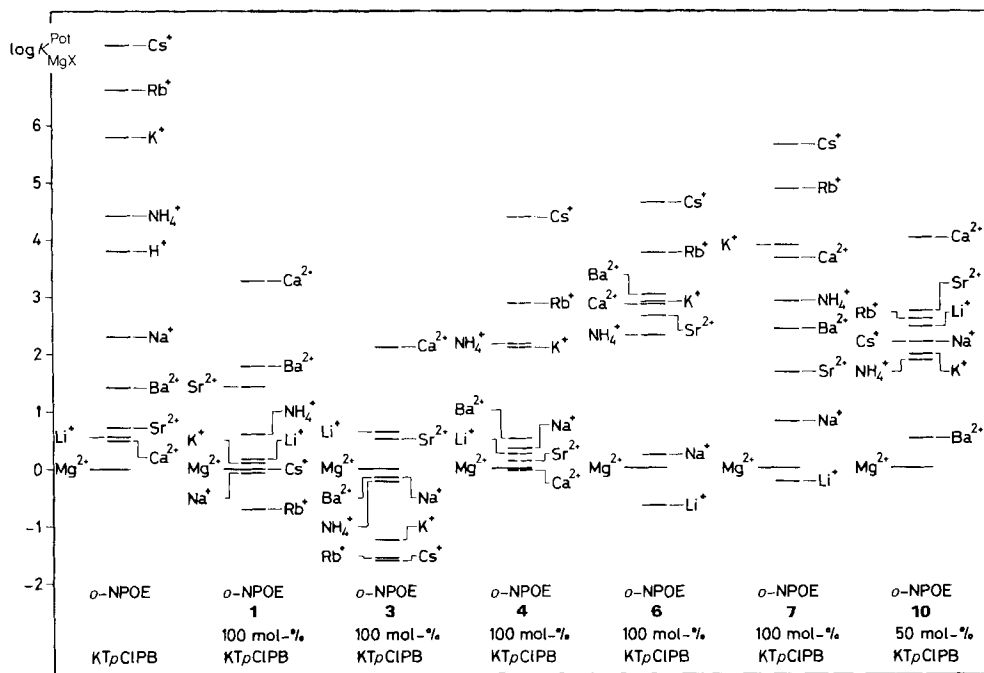 log K Pot MgX
6
5
4
3
2
1
0
−1
−2
Cs⁺
Rb⁺
K⁺
NH₄⁺
H⁺
Na⁺
Ba²⁺
Sr²⁺
Li⁺
Ca²⁺
Mg²⁺
o-NPOE
KTpClPB
Ca²⁺
Ba²⁺
Sr²⁺
NH₄⁺
K⁺
Li⁺
Mg²⁺
Cs⁺
Na⁺
Rb⁺
o-NPOE
1
100 mol-%
KTpClPB
Ca²⁺
Li⁺
Sr²⁺
Mg²⁺
Ba²⁺
Na⁺
NH₄⁺
K⁺
Rb⁺
Cs⁺
o-NPOE
3
100 mol-%
KTpClPB
Cs⁺
Rb⁺
NH₄⁺
K⁺
Ba²⁺
Na⁺
Li⁺
Sr²⁺
Mg²⁺
Ca²⁺
o-NPOE
4
100 mol-%
KTpClPB
Cs⁺
Rb⁺
Ba²⁺
K⁺
Ca²⁺
Sr²⁺
NH₄⁺
Na⁺
Mg²⁺
Li⁺
o-NPOE
6
100 mol-%
KTpClPB
Cs⁺
Rb⁺
K⁺
Ca²⁺
NH₄⁺
Ba²⁺
Sr²⁺
Na⁺
Mg²⁺
Li⁺
o-NPOE
7
100 mol-%
KTpClPB
Ca²⁺
Sr²⁺
Rb⁺
Li⁺
Cs⁺
Na⁺
NH₄⁺
K⁺
Ba²⁺
Mg²⁺
o-NPOE
10
50 mol-%
KTpClPB